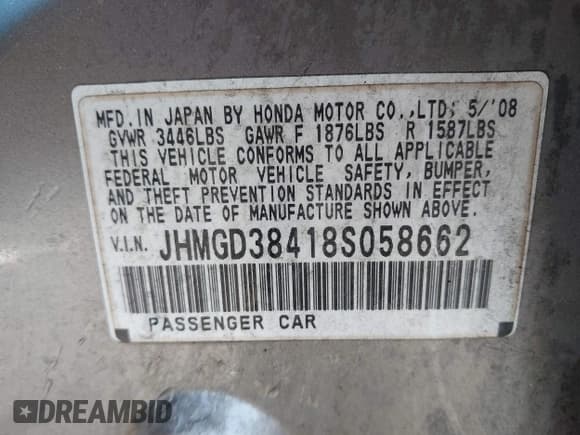 MFD. IN JAPAN BY HONDA MOTOR CO.,LTD; 5/'08
GVWR 3446LBS GAWR F 1876LBS R 1587LBS
THIS VEHICLE CONFORMS TO ALL APPLICABLE
FEDERAL MOTOR VEHICLE SAFETY, BUMPER,
AND THEFT PREVENTION STANDARDS IN EFFECT
ON THE DATE OF MANUFACTURE SHOWN ABOVE.
V.I.N. JHMGD38418S058662
PASSENGER CAR
DREAMBID